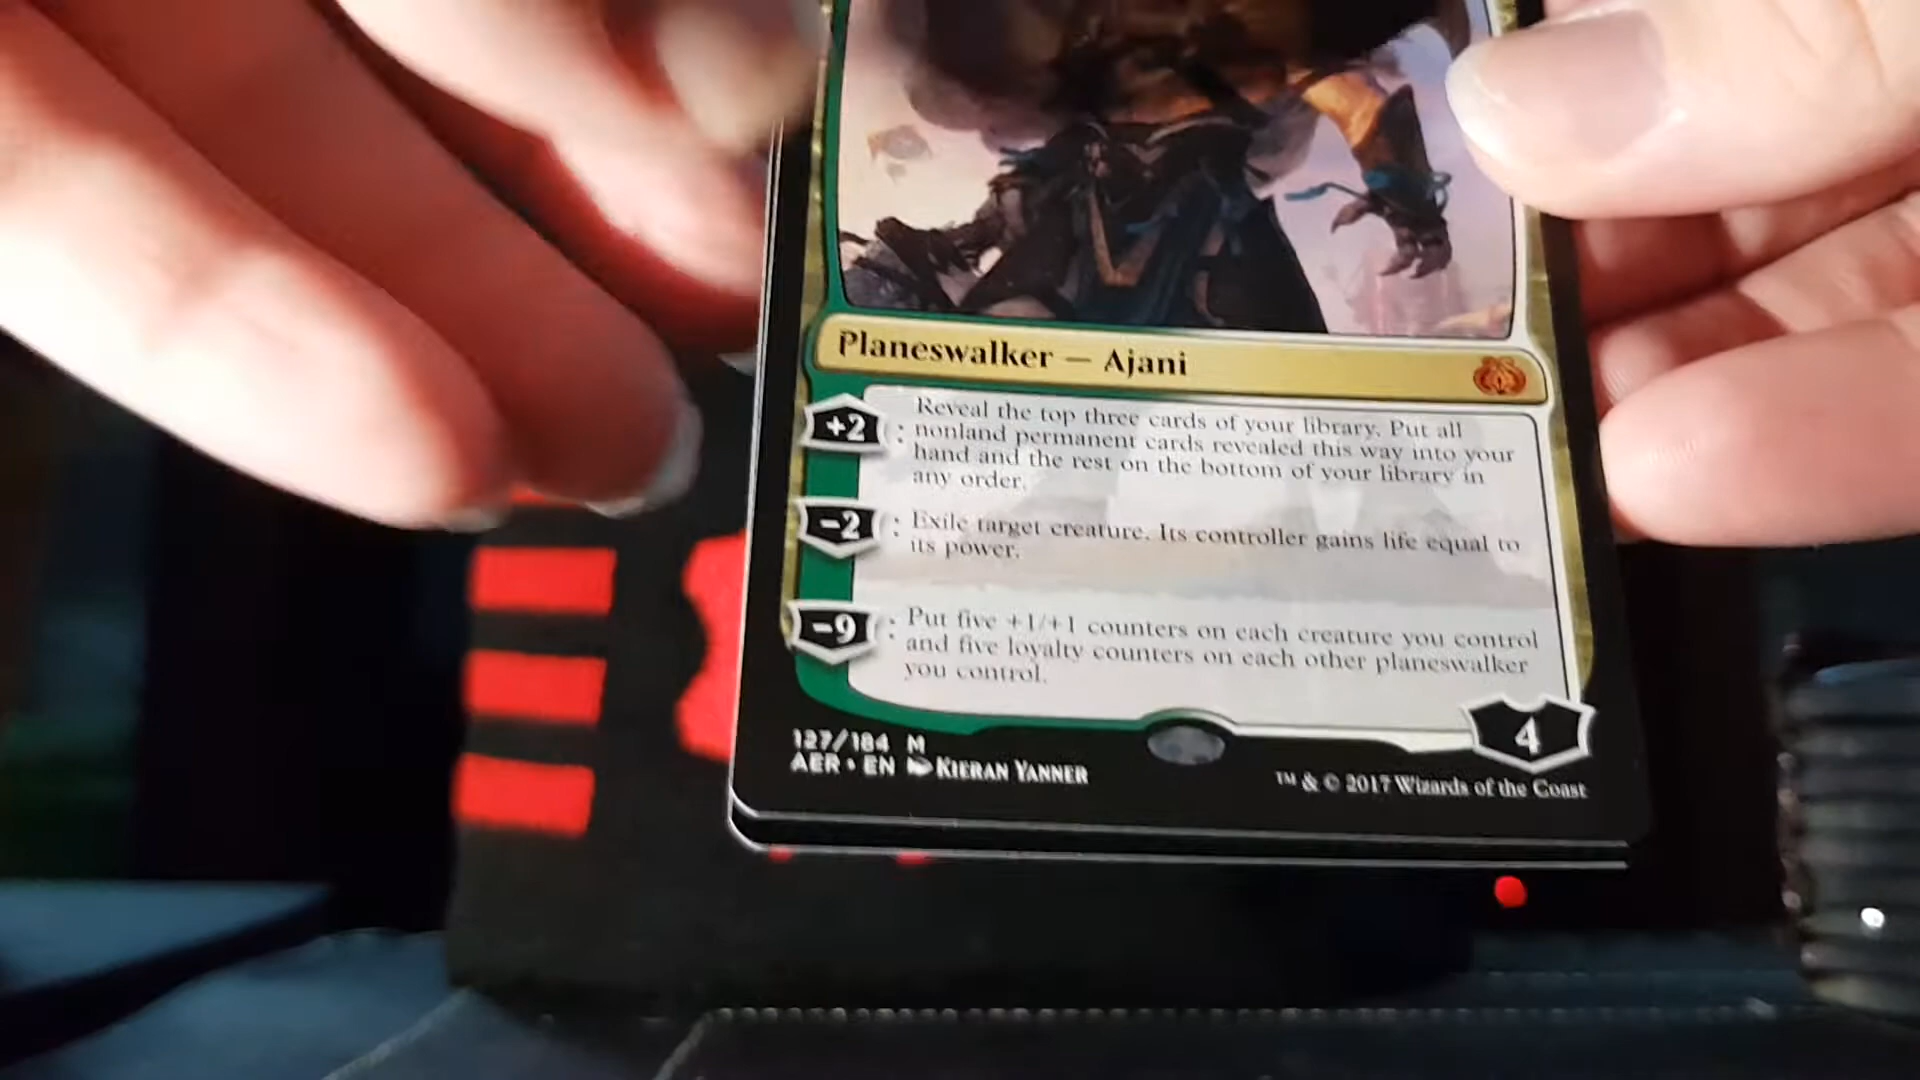 Planeswalker — Ajani
+2 : Reveal the top three cards of your library. Put all
nonland permanent cards revealed this way into your
hand and the rest on the bottom of your library in
any order.
−2 : Exile target creature. Its controller gains life equal to
its power.
−9 : Put five +1/+1 counters on each creature you control
and five loyalty counters on each other planeswalker
you control.
4
127/184 M
AER • EN KIERAN YANNER
™ & © 2017 Wizards of the Coast